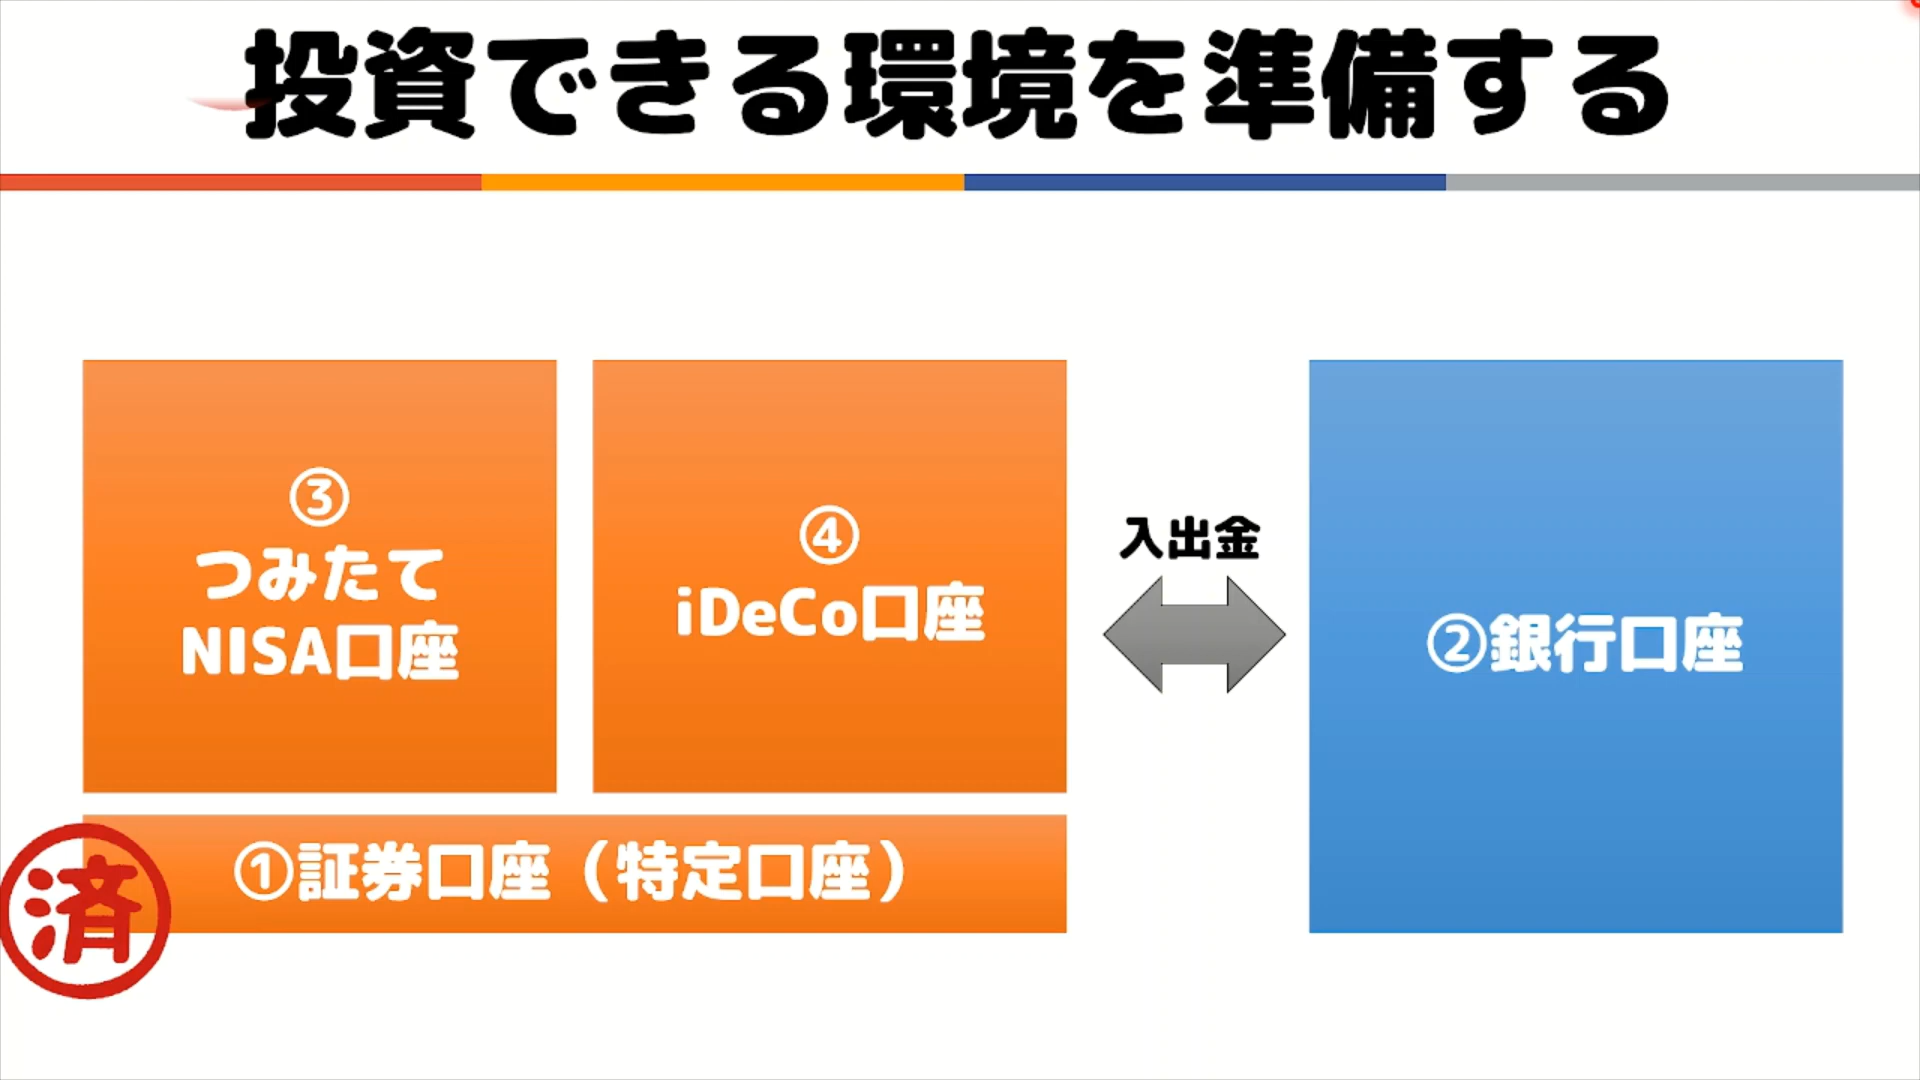 投資できる環境を準備する
③
つみたて
NISA口座
④
iDeCo口座
入出金
②銀行口座
①証券口座（特定口座）
済